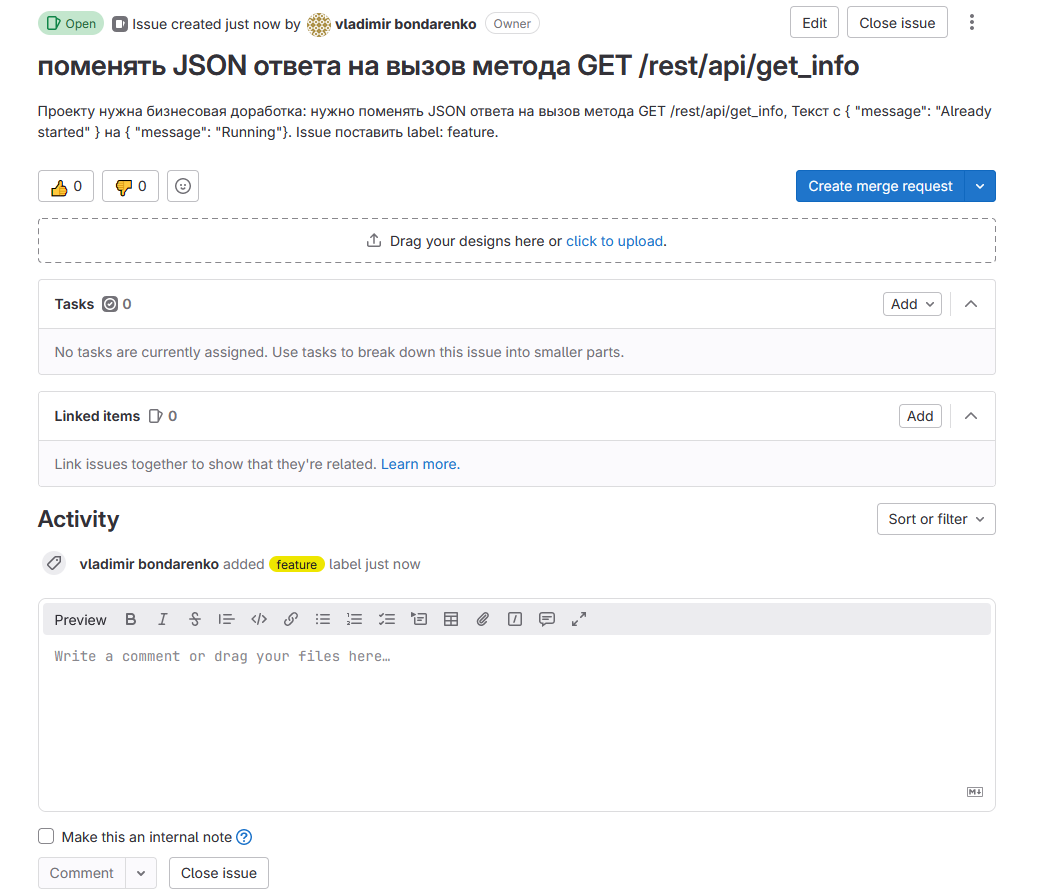 Open Issue created just now by vladimir bondarenko Owner Edit Close issue
поменять JSON ответа на вызов метода GET /rest/api/get_info
Проекту нужна бизнесовая доработка: нужно поменять JSON ответа на вызов метода GET /rest/api/get_info, Текст с { "message": "Already
started" } на { "message": "Running"}. Issue поставить label: feature.
0 0 Create merge request
Drag your designs here or click to upload.
Tasks 0 Add
No tasks are currently assigned. Use tasks to break down this issue into smaller parts.
Linked items 0 Add
Link issues together to show that they're related. Learn more.
Activity Sort or filter
vladimir bondarenko added feature label just now
Preview
Write a comment or drag your files here…
Make this an internal note
Comment Close issue